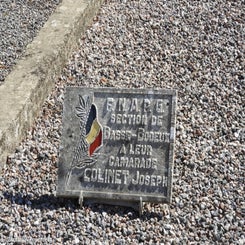 F.N.A.P.G.
SECTION DE
BASSE-BODEUX
A LEUR
CAMARADE
COLINET JOSEPH